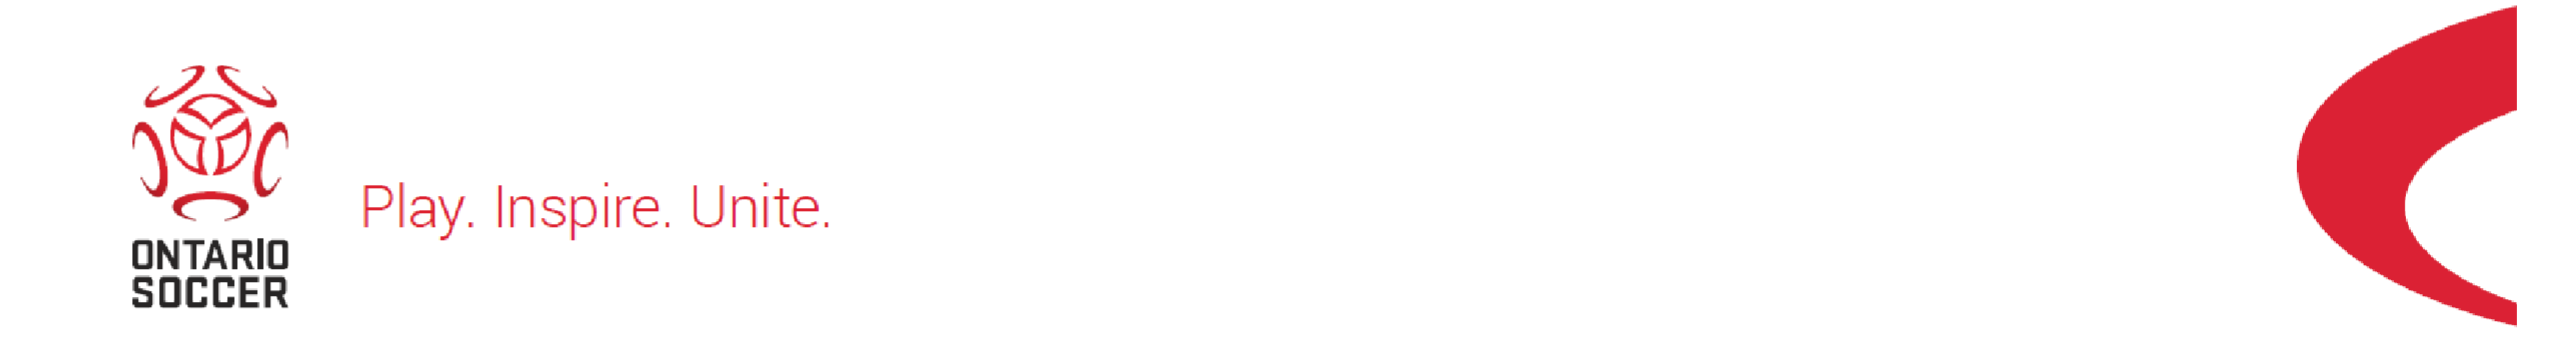 Play. Inspire. Unite.
ONTARIO
SOCCER